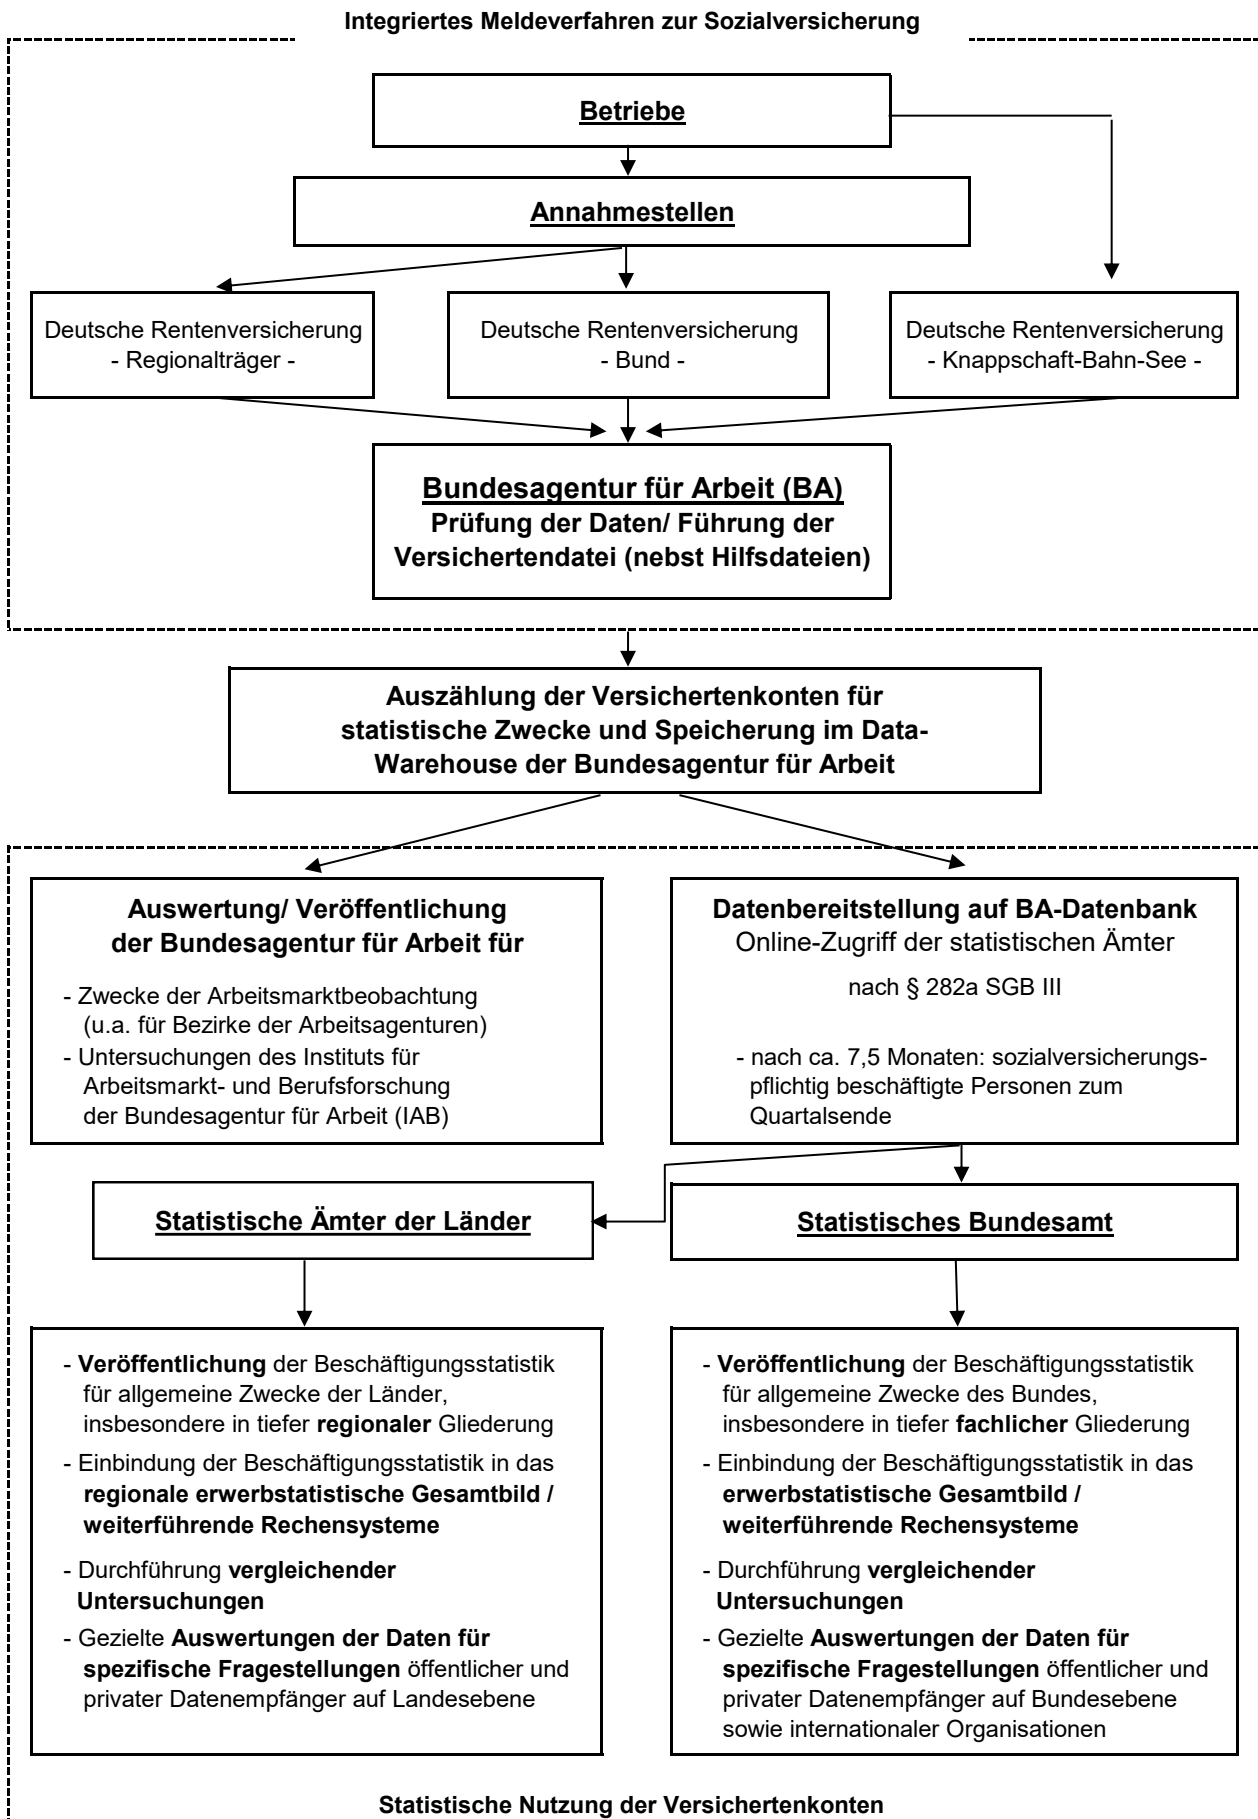 Integriertes Meldeverfahren zur Sozialversicherung
Betriebe
Annahmestellen
Deutsche Rentenversicherung
- Regionalträger -
Deutsche Rentenversicherung
- Bund -
Deutsche Rentenversicherung
- Knappschaft-Bahn-See -
Bundesagentur für Arbeit (BA)
Prüfung der Daten/ Führung der
Versichertendatei (nebst Hilfsdateien)
Auszählung der Versichertenkonten für
statistische Zwecke und Speicherung im Data-
Warehouse der Bundesagentur für Arbeit
Auswertung/ Veröffentlichung
der Bundesagentur für Arbeit für
- Zwecke der Arbeitsmarktbeobachtung
(u.a. für Bezirke der Arbeitsagenturen)
- Untersuchungen des Instituts für
Arbeitsmarkt- und Berufsforschung
der Bundesagentur für Arbeit (IAB)
Datenbereitstellung auf BA-Datenbank
Online-Zugriff der statistischen Ämter
nach § 282a SGB III
- nach ca. 7,5 Monaten: sozialversicherungs-
pflichtig beschäftigte Personen zum
Quartalsende
Statistische Ämter der Länder
Statistisches Bundesamt
- Veröffentlichung der Beschäftigungsstatistik
für allgemeine Zwecke der Länder,
insbesondere in tiefer regionaler Gliederung
- Einbindung der Beschäftigungsstatistik in das
regionale erwerbstatistische Gesamtbild /
weiterführende Rechensysteme
- Durchführung vergleichender
Untersuchungen
- Gezielte Auswertungen der Daten für
spezifische Fragestellungen öffentlicher und
privater Datenempfänger auf Landesebene
- Veröffentlichung der Beschäftigungsstatistik
für allgemeine Zwecke des Bundes,
insbesondere in tiefer fachlicher Gliederung
- Einbindung der Beschäftigungsstatistik in das
erwerbstatistische Gesamtbild /
weiterführende Rechensysteme
- Durchführung vergleichender
Untersuchungen
- Gezielte Auswertungen der Daten für
spezifische Fragestellungen öffentlicher und
privater Datenempfänger auf Bundesebene
sowie internationaler Organisationen
Statistische Nutzung der Versichertenkonten